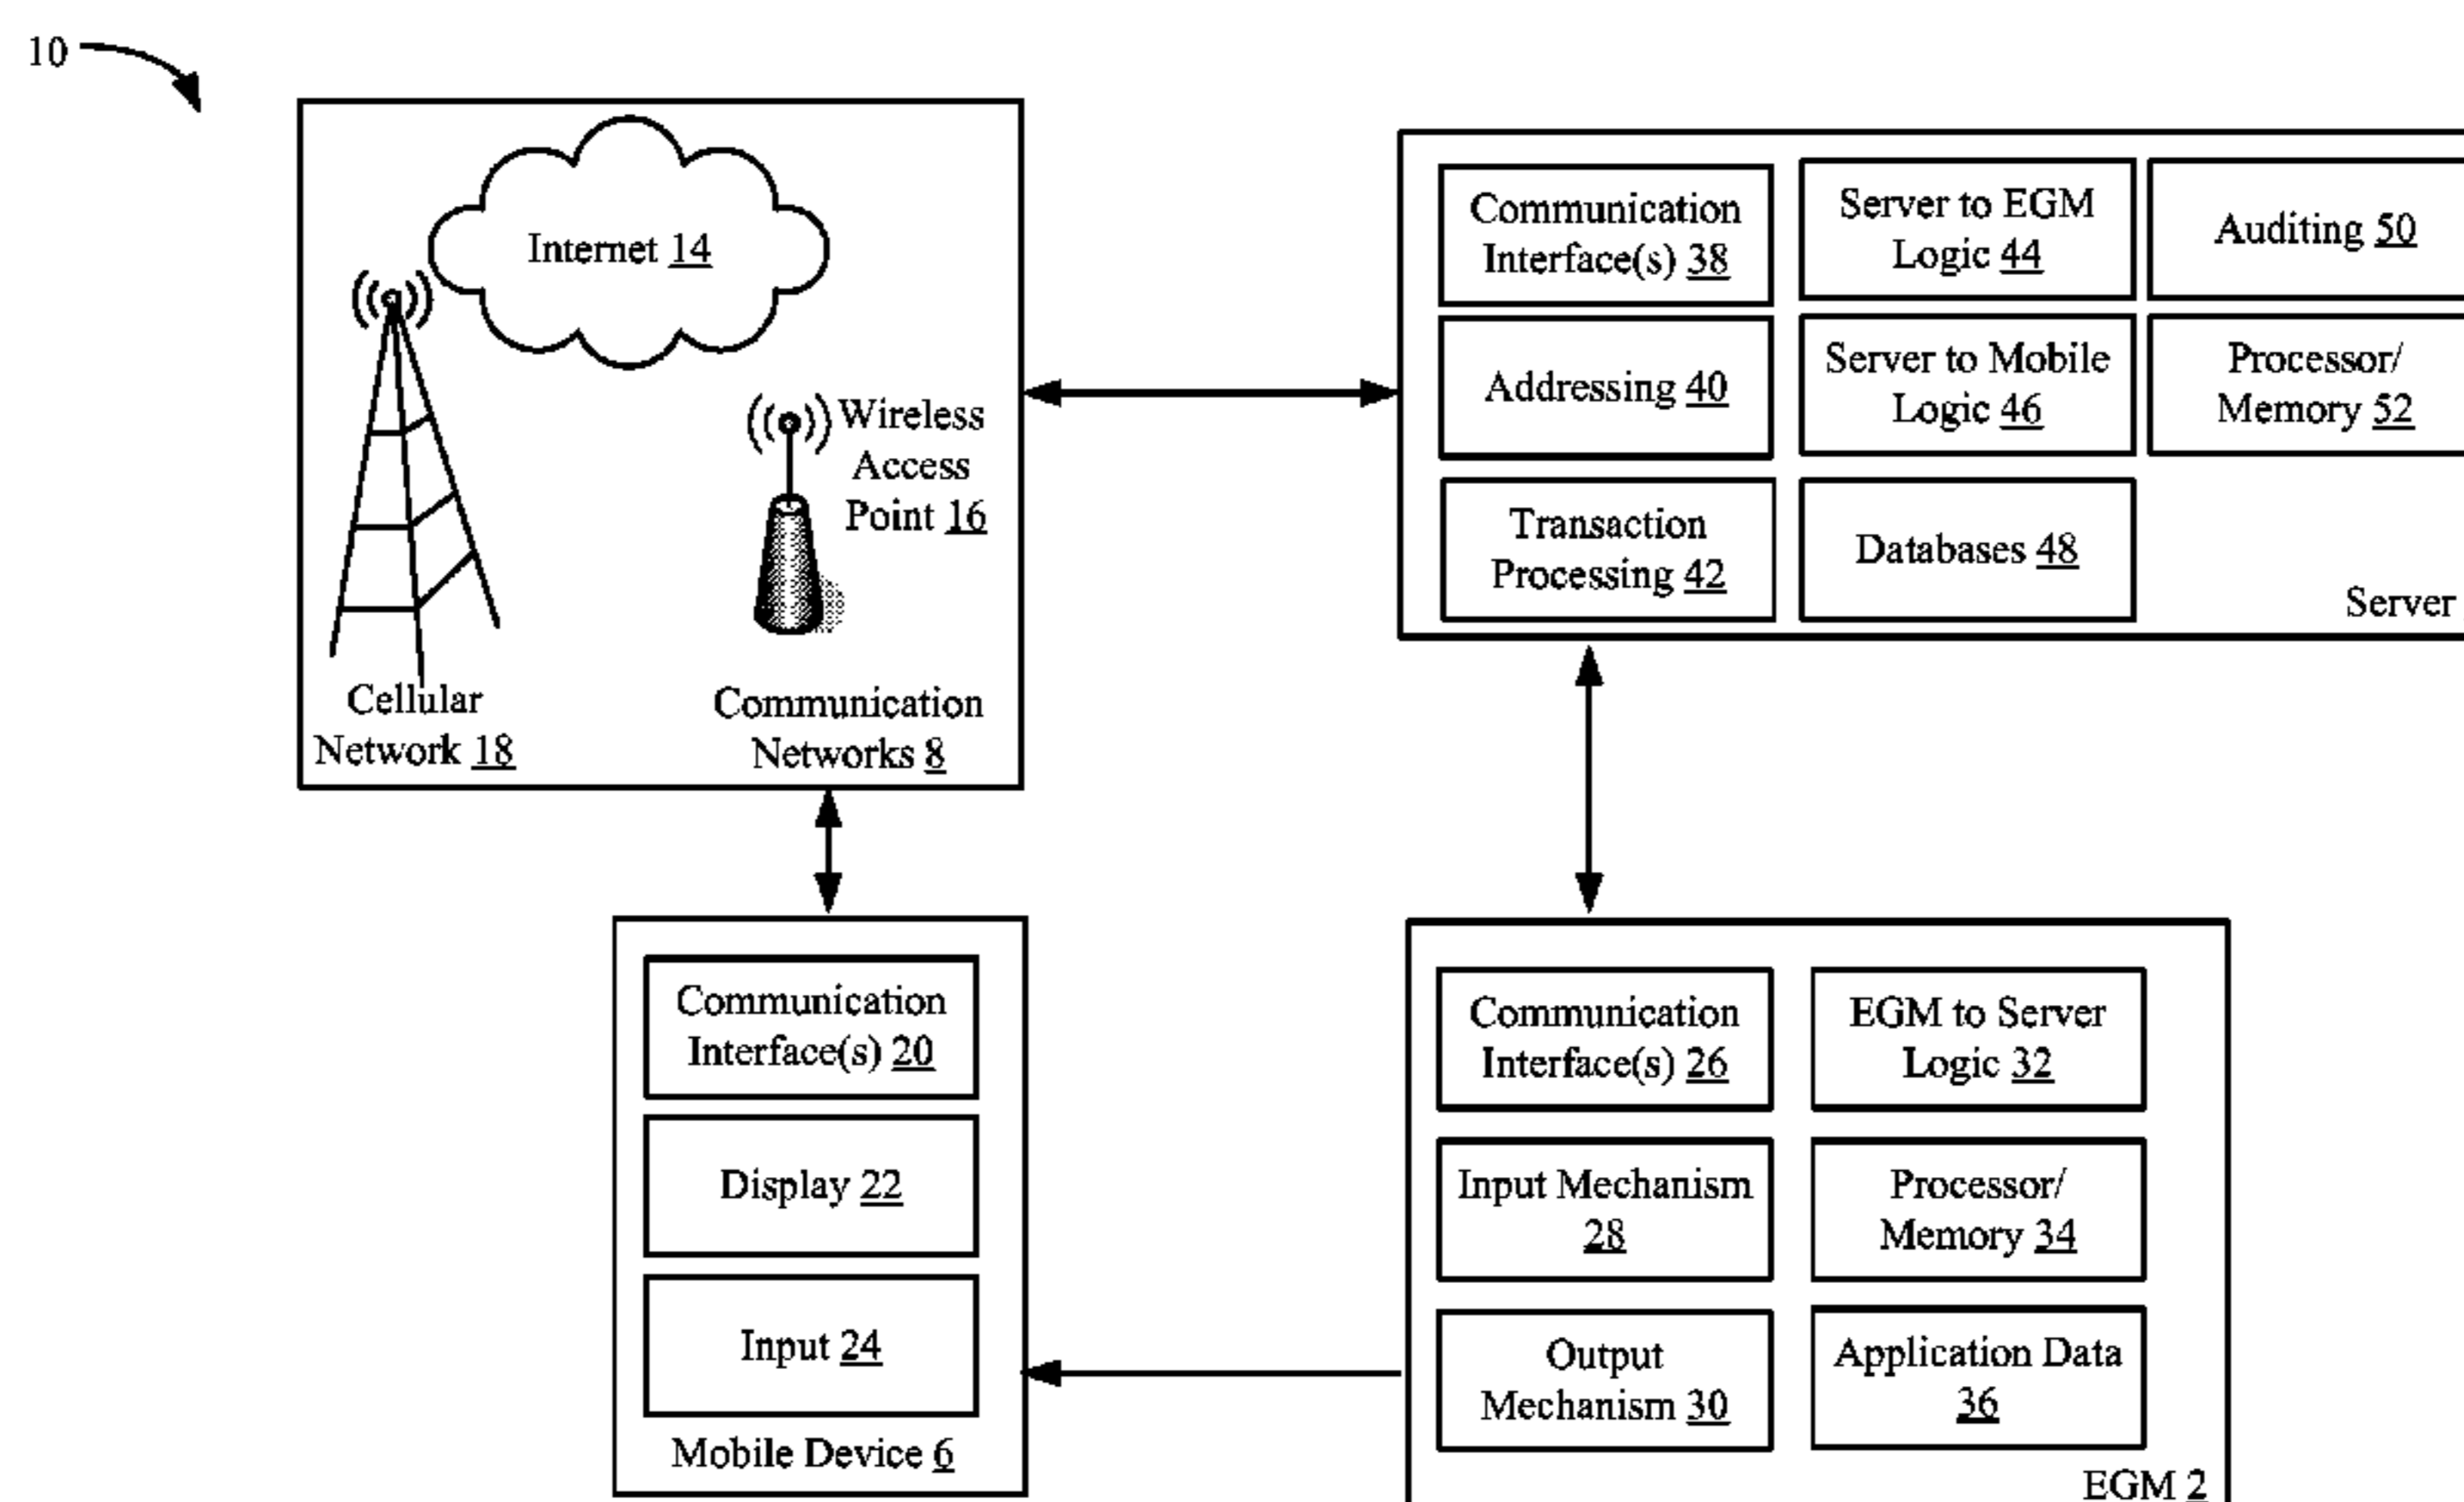 10
Internet 14
Wireless
Access
Point 16
Cellular
Network 18
Communication
Networks 8
Communication
Interface(s) 38
Server to EGM
Logic 44
Auditing 50
Addressing 40
Server to Mobile
Logic 46
Processor/
Memory 52
Transaction
Processing 42
Databases 48
Server
Communication
Interface(s) 20
Display 22
Input 24
Mobile Device 6
Communication
Interface(s) 26
EGM to Server
Logic 32
Input Mechanism
28
Processor/
Memory 34
Output
Mechanism 30
Application Data
36
EGM 2